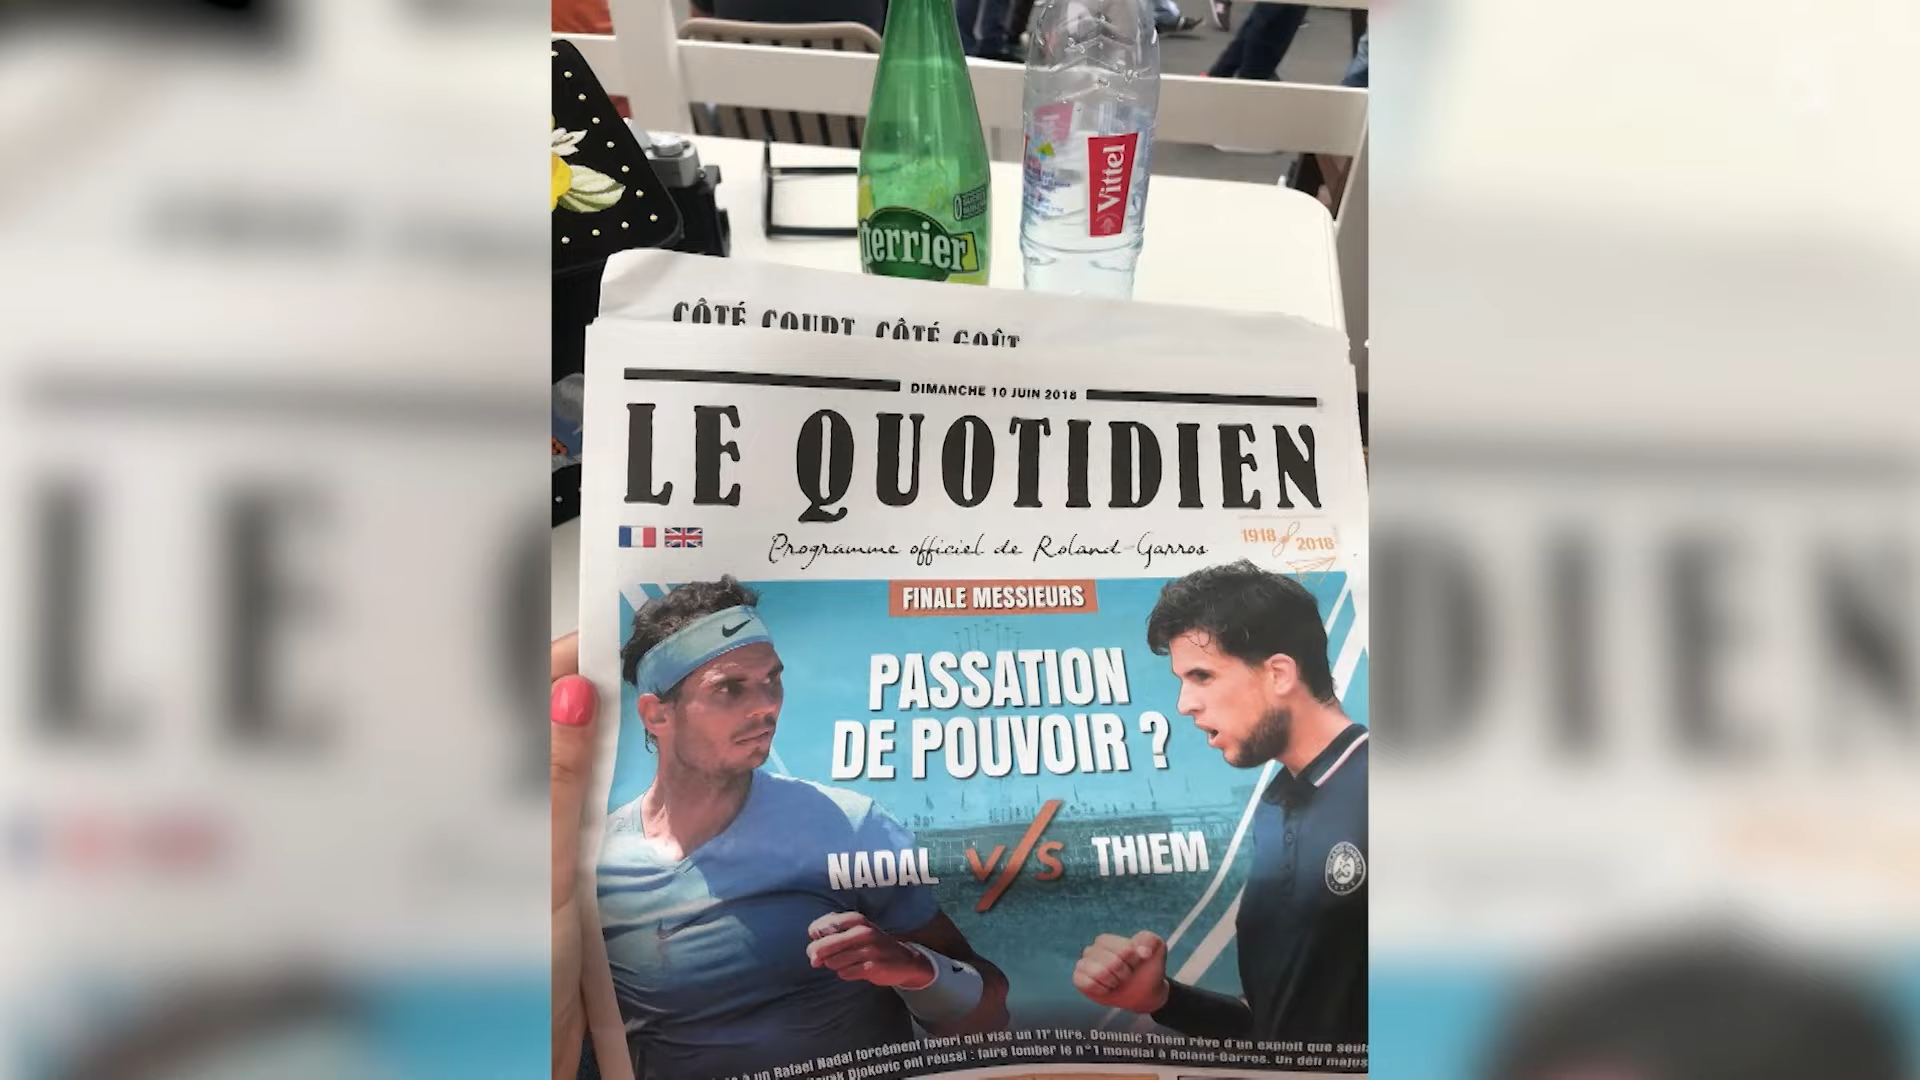 Vittel
perrier
CÔTÉ COURT, CÔTÉ GOÛT
DIMANCHE 10 JUIN 2018
LE QUOTIDIEN
Programme officiel de Roland-Garros
1918 2018
FINALE MESSIEURS
PASSATION
DE POUVOIR ?
NADAL V/S THIEM
à un Rafael Nadal forcément favori qui vise un 11e titre, Dominic Thiem rêve d'un exploit que seuls
Djokovic ont réussi : faire tomber le n°1 mondial à Roland-Garros. Un défi